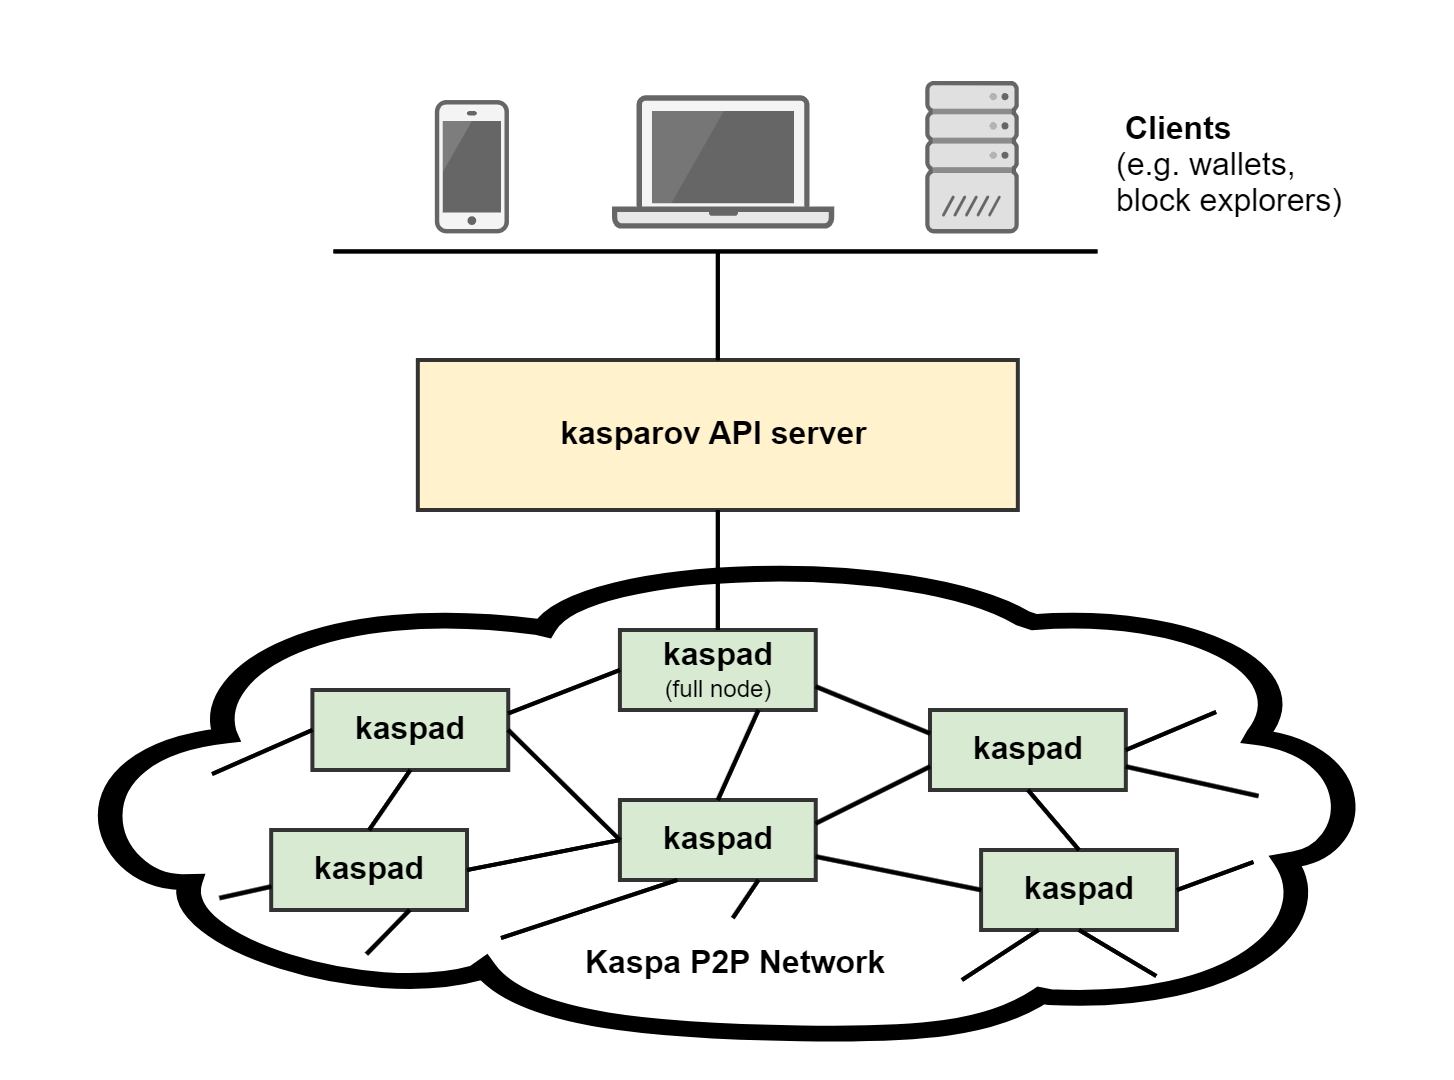 Clients
(e.g. wallets,
block explorers)
kasparov API server
kaspad
(full node)
kaspad
kaspad
kaspad
kaspad
kaspad
Kaspa P2P Network